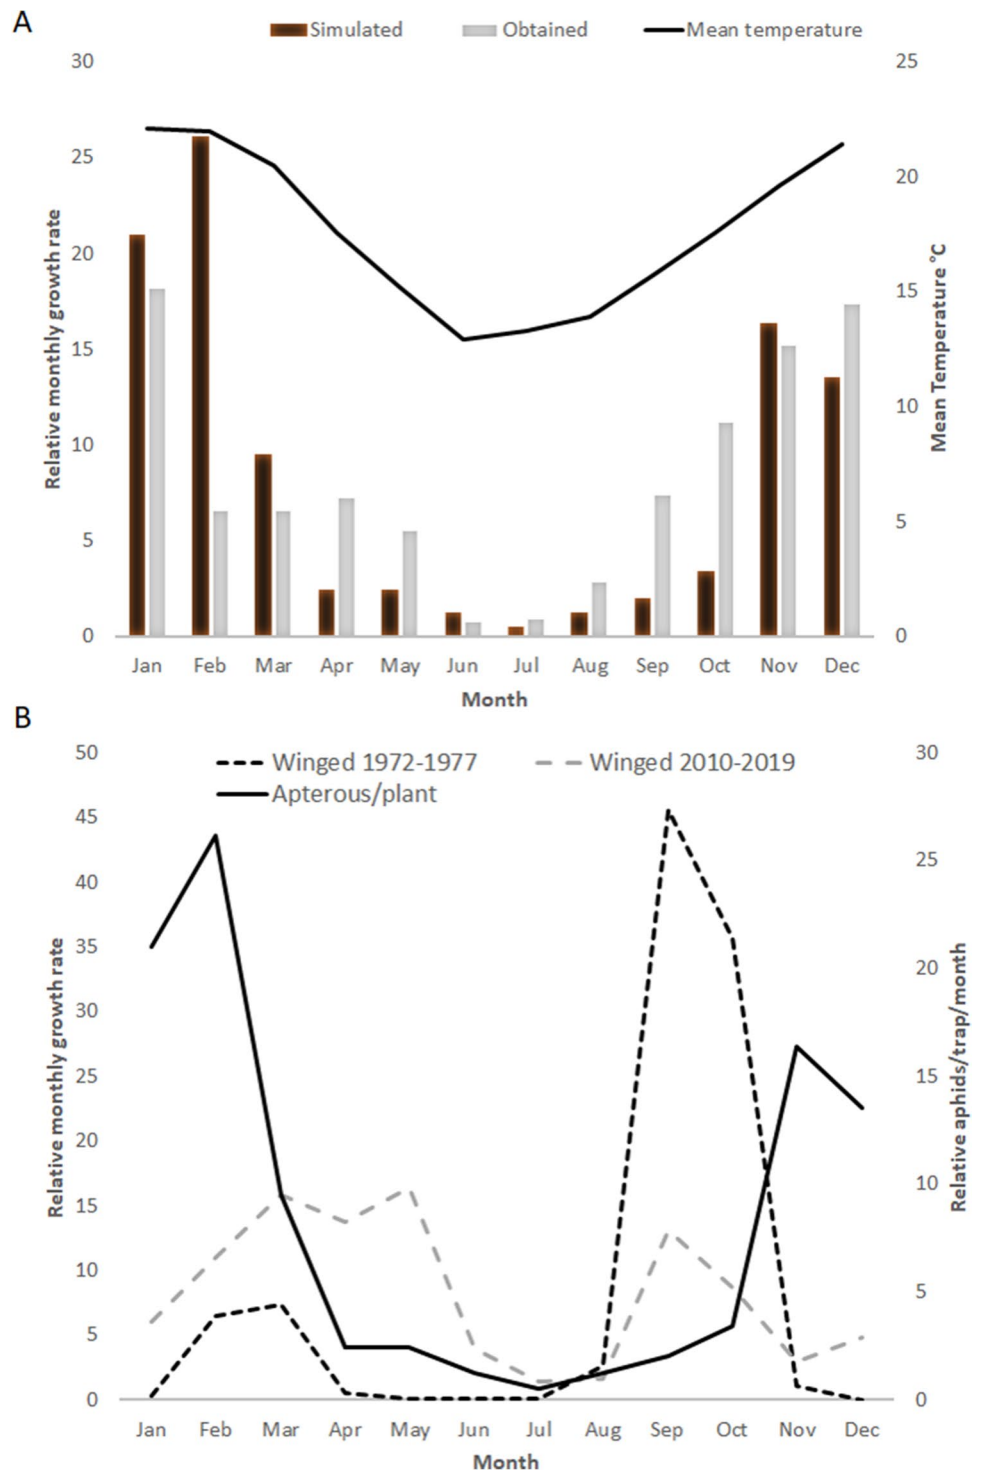 A
Simulated Obtained Mean temperature
30 25
25
20
20
15
15
10
10
5
5
0 0
Relative monthly growth rate
Mean Temperature °C
Jan Feb Mar Apr May Jun Jul Aug Sep Oct Nov Dec
Month
B
50 30
Winged 1972-1977 Winged 2010-2019
Apterous/plant
45
25
40
35
20
30
25 15
20
10
15
10
5
5
0 0
Relative monthly growth rate
Relative aphids/trap/month
Jan Feb Mar Apr May Jun Jul Aug Sep Oct Nov Dec
Month